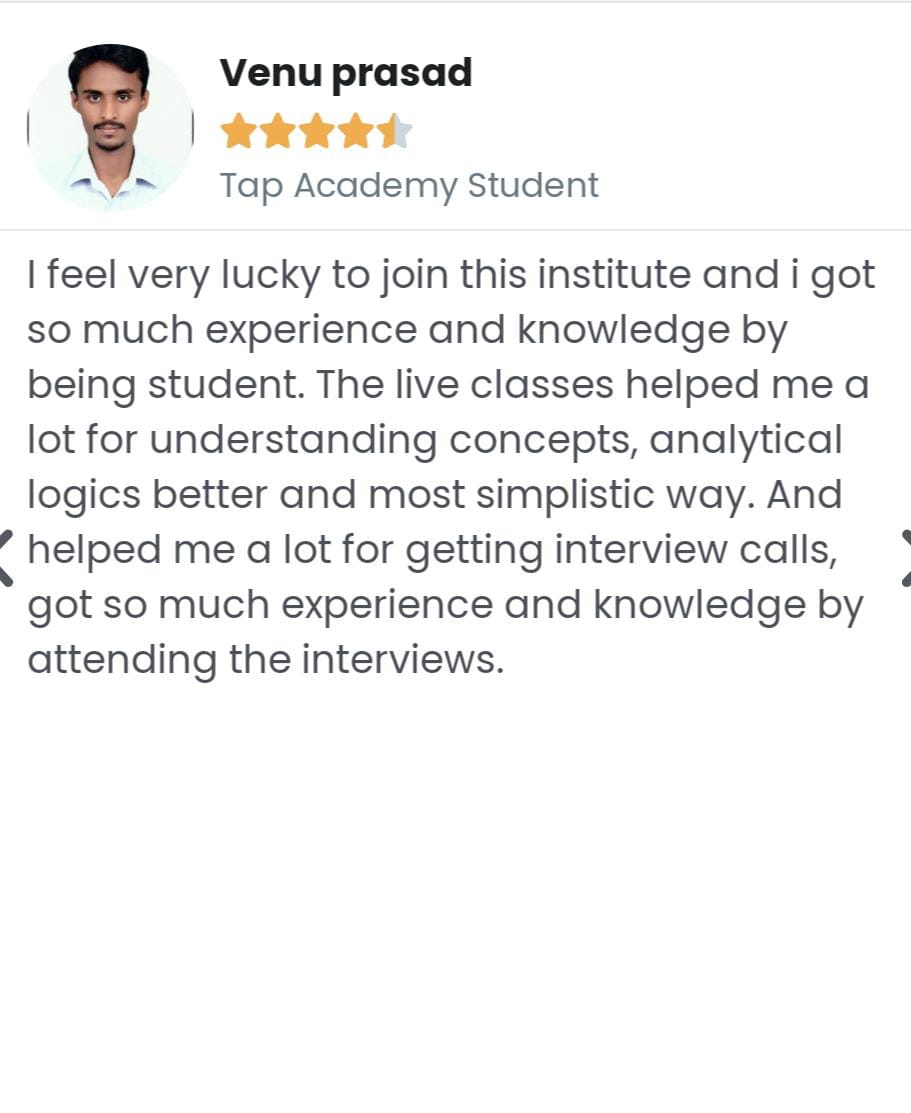 Venu prasad
Tap Academy Student
I feel very lucky to join this institute and i got
so much experience and knowledge by
being student. The live classes helped me a
lot for understanding concepts, analytical
logics better and most simplistic way. And
helped me a lot for getting interview calls,
got so much experience and knowledge by
attending the interviews.